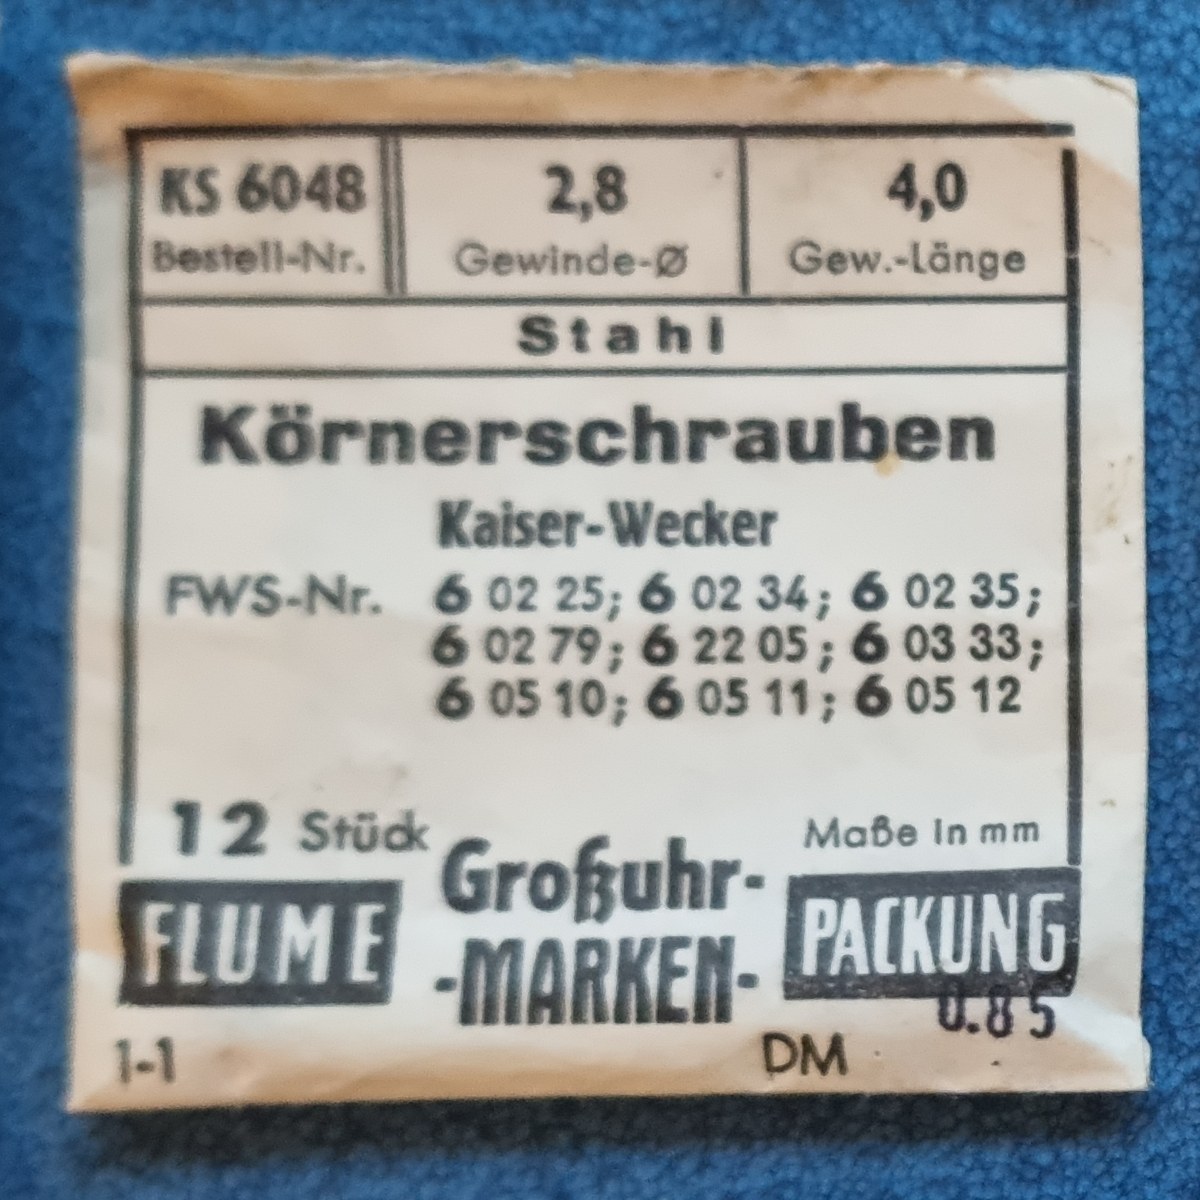 KS 6048 2,8 4,0
Bestell-Nr. Gewinde-Ø Gew.-Länge
Stahl
Körnerschrauben
Kaiser-Wecker
FWS-Nr. 6 02 25; 6 02 34; 6 02 35;
6 02 79; 6 22 05; 6 03 33;
6 05 10; 6 05 11; 6 05 12
12 Stück Maße in mm
FLUME Großuhr- PACKUNG
-MARKEN-
0.85
1-1 DM